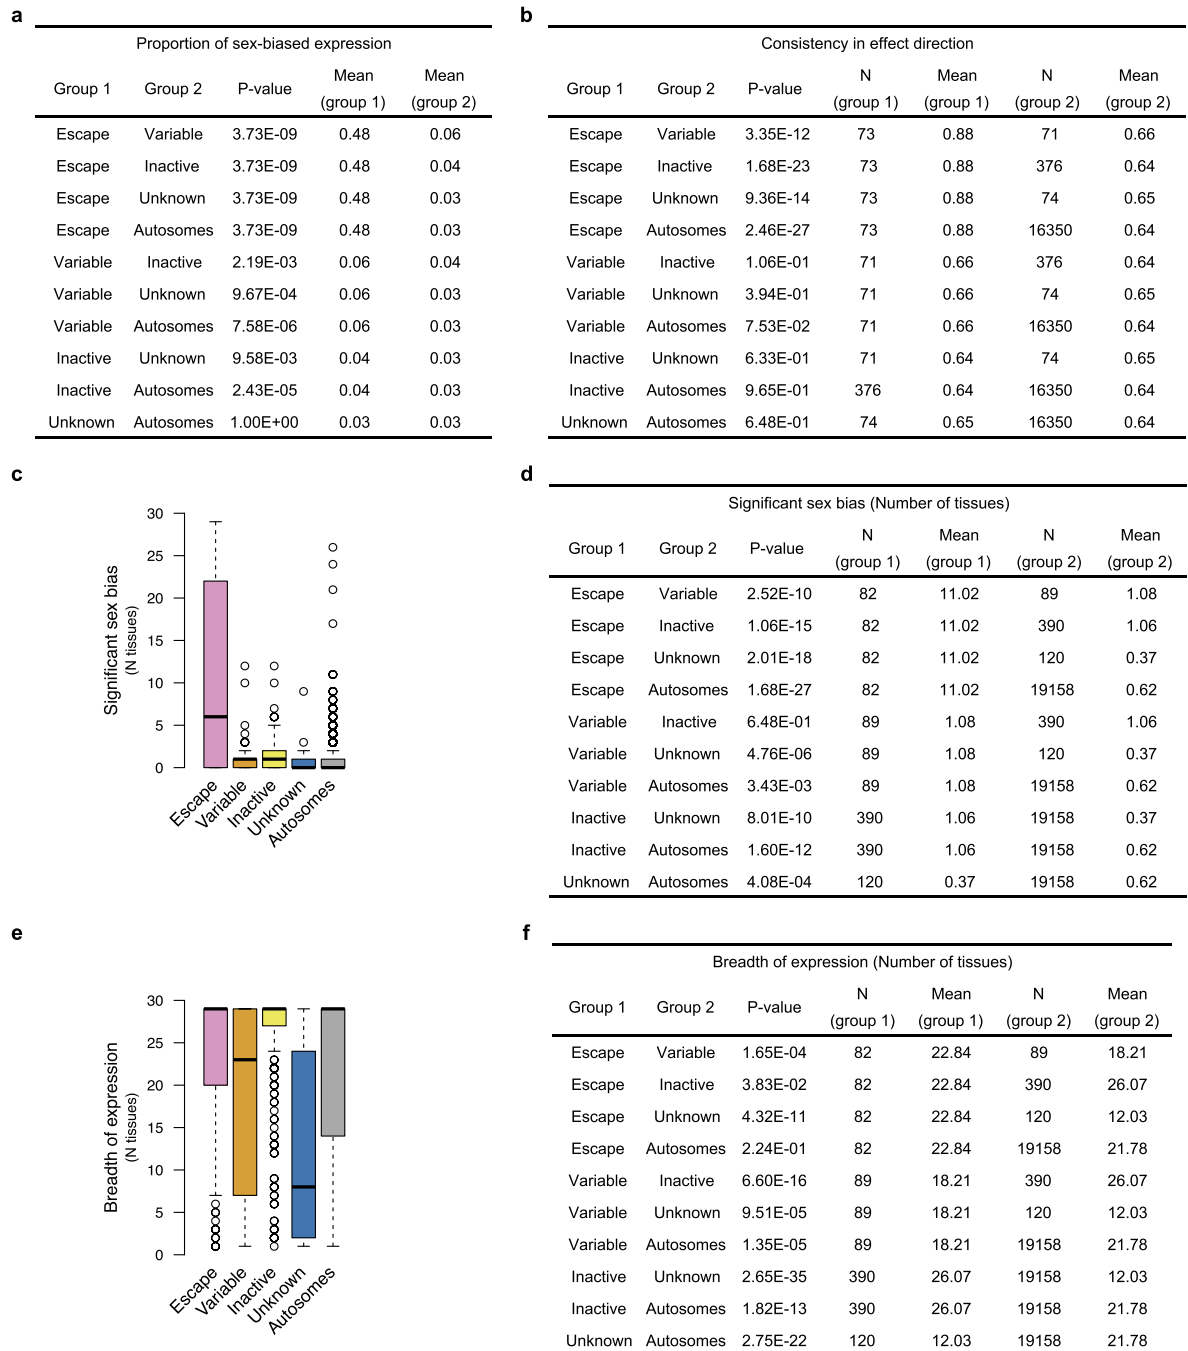 a
Proportion of sex-biased expression
Group 1 Group 2 P-value Mean (group 1) Mean (group 2)
Escape Variable 3.73E-09 0.48 0.06
Escape Inactive 3.73E-09 0.48 0.04
Escape Unknown 3.73E-09 0.48 0.03
Escape Autosomes 3.73E-09 0.48 0.03
Variable Inactive 2.19E-03 0.06 0.04
Variable Unknown 9.67E-04 0.06 0.03
Variable Autosomes 7.58E-06 0.06 0.03
Inactive Unknown 9.58E-03 0.04 0.03
Inactive Autosomes 2.43E-05 0.04 0.03
Unknown Autosomes 1.00E+00 0.03 0.03
b
Consistency in effect direction
Group 1 Group 2 P-value N (group 1) Mean (group 1) N (group 2) Mean (group 2)
Escape Variable 3.35E-12 73 0.88 71 0.66
Escape Inactive 1.68E-23 73 0.88 376 0.64
Escape Unknown 9.36E-14 73 0.88 74 0.65
Escape Autosomes 2.46E-27 73 0.88 16350 0.64
Variable Inactive 1.06E-01 71 0.66 376 0.64
Variable Unknown 3.94E-01 71 0.66 74 0.65
Variable Autosomes 7.53E-02 71 0.66 16350 0.64
Inactive Unknown 6.33E-01 71 0.64 74 0.65
Inactive Autosomes 9.65E-01 376 0.64 16350 0.64
Unknown Autosomes 6.48E-01 74 0.65 16350 0.64
c
Significant sex bias
(N tissues)
30
25
20
15
10
5
0
Escape
Variable
Inactive
Unknown
Autosomes
d
Significant sex bias (Number of tissues)
Group 1 Group 2 P-value N (group 1) Mean (group 1) N (group 2) Mean (group 2)
Escape Variable 2.52E-10 82 11.02 89 1.08
Escape Inactive 1.06E-15 82 11.02 390 1.06
Escape Unknown 2.01E-18 82 11.02 120 0.37
Escape Autosomes 1.68E-27 82 11.02 19158 0.62
Variable Inactive 6.48E-01 89 1.08 390 1.06
Variable Unknown 4.76E-06 89 1.08 120 0.37
Variable Autosomes 3.43E-03 89 1.08 19158 0.62
Inactive Unknown 8.01E-10 390 1.06 19158 0.37
Inactive Autosomes 1.60E-12 390 1.06 19158 0.62
Unknown Autosomes 4.08E-04 120 0.37 19158 0.62
e
Breadth of expression
(N tissues)
30
25
20
15
10
5
0
Escape
Variable
Inactive
Unknown
Autosomes
f
Breadth of expression (Number of tissues)
Group 1 Group 2 P-value N (group 1) Mean (group 1) N (group 2) Mean (group 2)
Escape Variable 1.65E-04 82 22.84 89 18.21
Escape Inactive 3.83E-02 82 22.84 390 26.07
Escape Unknown 4.32E-11 82 22.84 120 12.03
Escape Autosomes 2.24E-01 82 22.84 19158 21.78
Variable Inactive 6.60E-16 89 18.21 390 26.07
Variable Unknown 9.51E-05 89 18.21 120 12.03
Variable Autosomes 1.35E-05 89 18.21 19158 21.78
Inactive Unknown 2.65E-35 390 26.07 19158 12.03
Inactive Autosomes 1.82E-13 390 26.07 19158 21.78
Unknown Autosomes 2.75E-22 120 12.03 19158 21.78